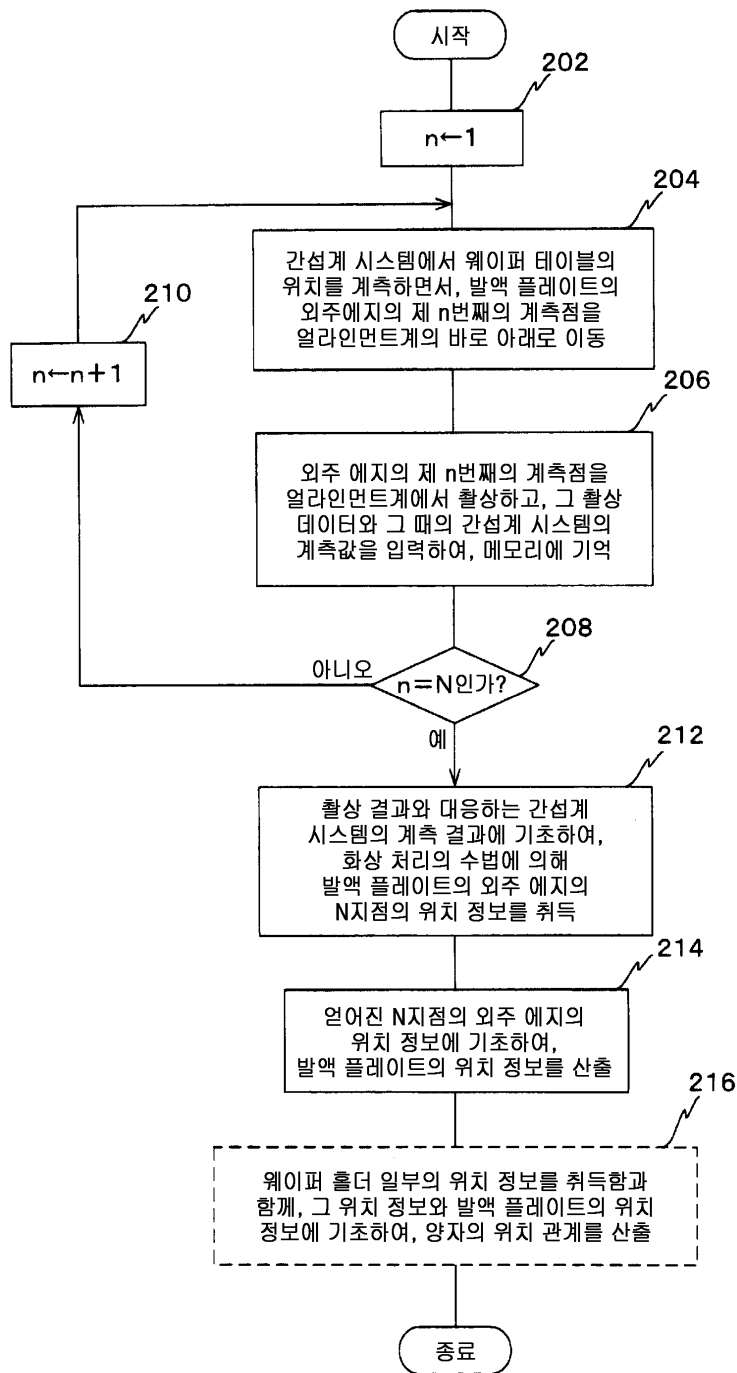 시작
202
n←1
204
간섭계 시스템에서 웨이퍼 테이블의
위치를 계측하면서, 발액 플레이트의
외주에지의 제 n번째의 계측점을
얼라인먼트계의 바로 아래로 이동
210
n←n+1
206
외주 에지의 제 n번째의 계측점을
얼라인먼트계에서 촬상하고, 그 촬상
데이터와 그 때의 간섭계 시스템의
계측값을 입력하여, 메모리에 기억
208
아니오
n=N인가?
예
212
촬상 결과와 대응하는 간섭계
시스템의 계측 결과에 기초하여,
화상 처리의 수법에 의해
발액 플레이트의 외주 에지의
N지점의 위치 정보를 취득
214
얻어진 N지점의 외주 에지의
위치 정보에 기초하여,
발액 플레이트의 위치 정보를 산출
216
웨이퍼 홀더 일부의 위치 정보를 취득함과
함께, 그 위치 정보와 발액 플레이트의 위치
정보에 기초하여, 양자의 위치 관계를 산출
종료